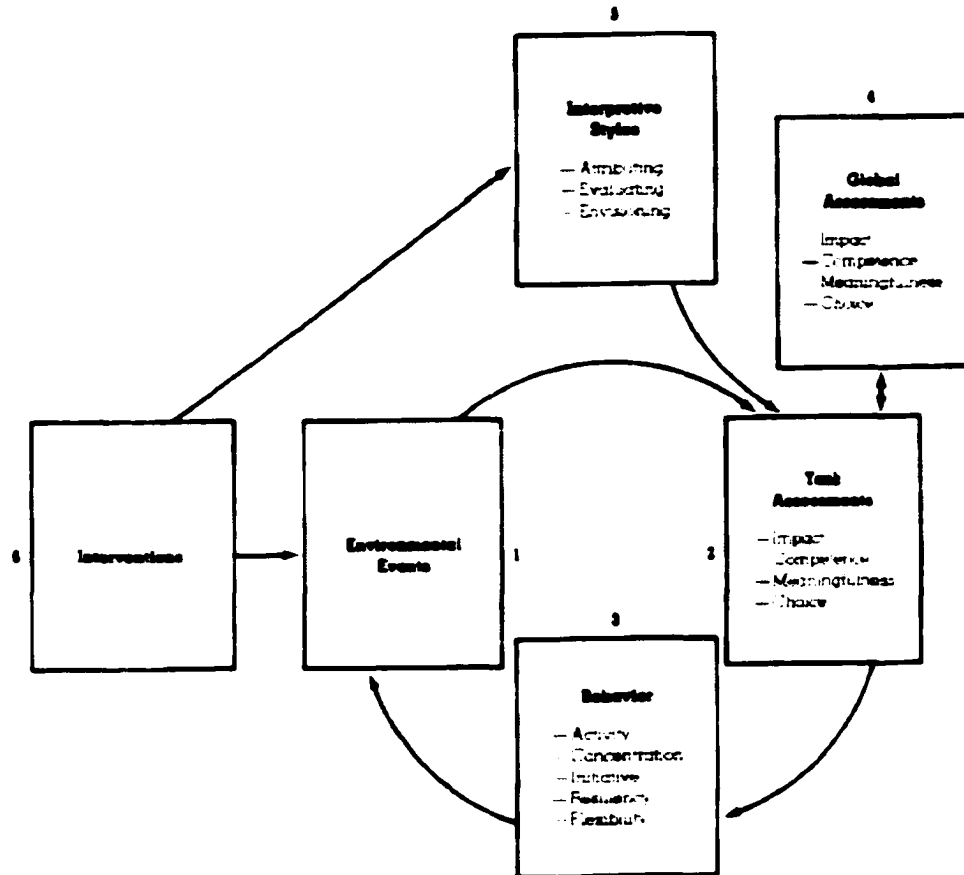 5
Interpretive
Styles
— Attributing
— Evaluating
— Envisioning
4
Global
Assessments
Impact
— Competence
Meaningfulness
— Choice
6
Interventions
Environmental
Events
1
2
Task
Assessments
— Impact
Competence
— Meaningfulness
— Choice
3
Behavior
— Activity
— Concentration
— Initiative
— Resiliency
— Flexibility